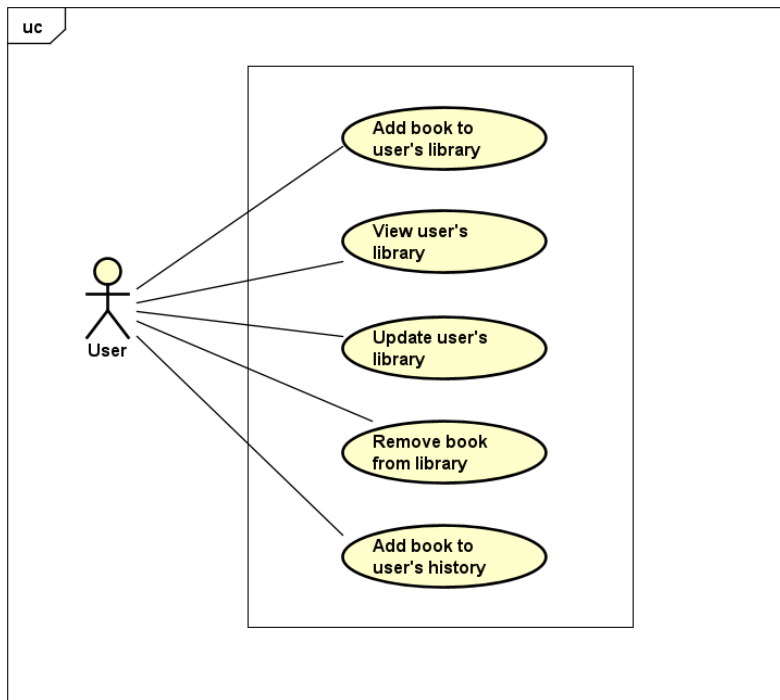 uc
Add book to
user's library
View user's
library
User
Update user's
library
Remove book
from library
Add book to
user's history